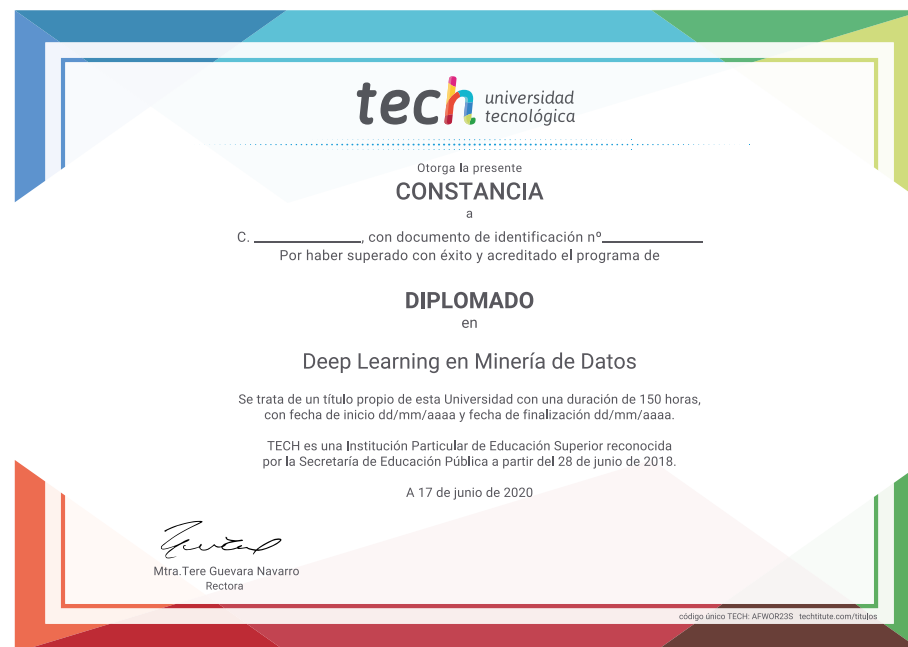 tech universidad
tecnológica
Otorga la presente
CONSTANCIA
a
C. ____________, con documento de identificación nº____________
Por haber superado con éxito y acreditado el programa de
DIPLOMADO
en
Deep Learning en Minería de Datos
Se trata de un título propio de esta Universidad con una duración de 150 horas,
con fecha de inicio dd/mm/aaaa y fecha de finalización dd/mm/aaaa.
TECH es una Institución Particular de Educación Superior reconocida
por la Secretaría de Educación Pública a partir del 28 de junio de 2018.
A 17 de junio de 2020
Mtra.Tere Guevara Navarro
Rectora
código único TECH: AFWOR23S techtitute.com/titulos